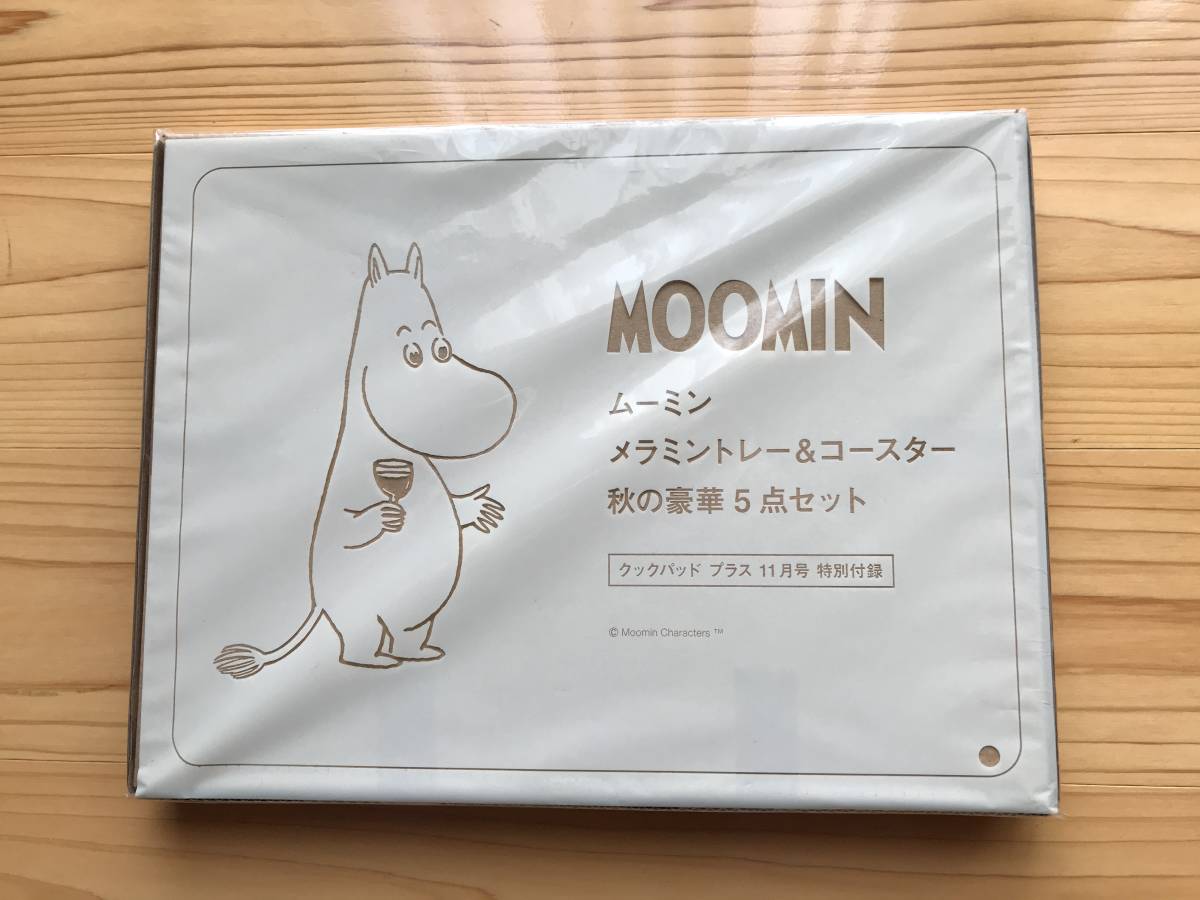 MOOMIN
ムーミン
メラミントレー&コースター
秋の豪華5点セット
クックパッド プラス 11月号 特別付録
© Moomin Characters ™